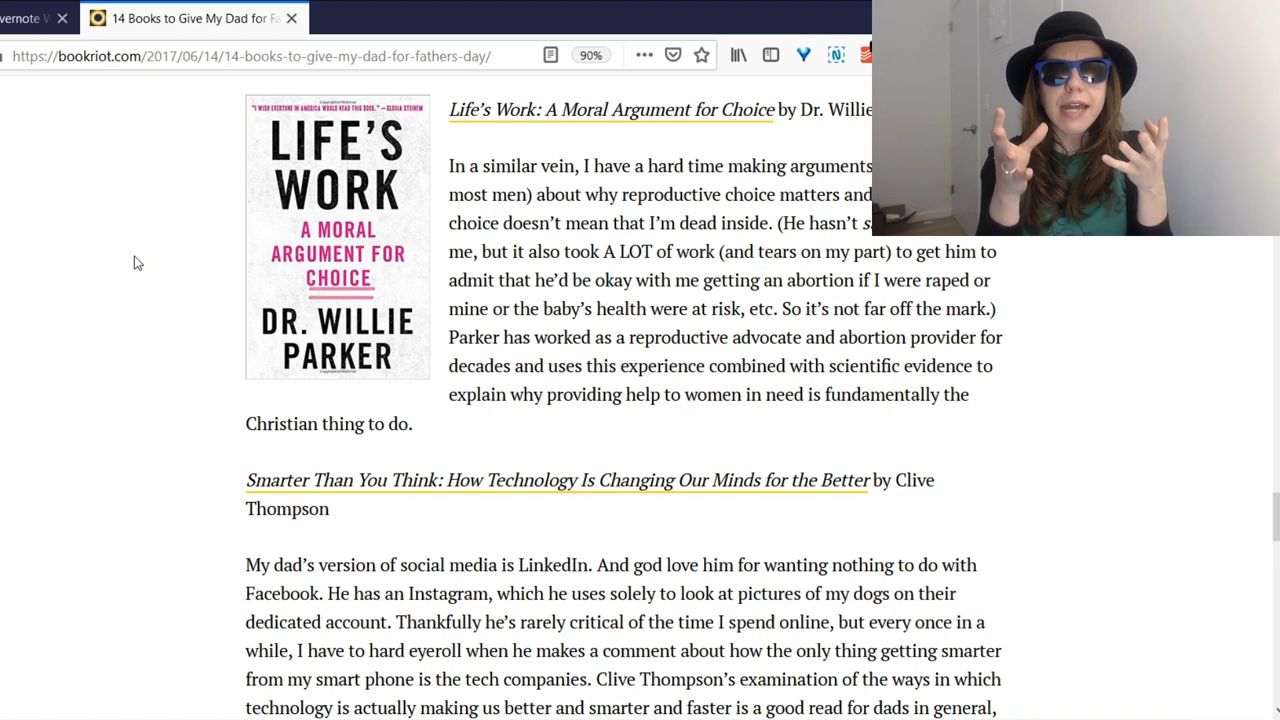 vernote W
14 Books to Give My Dad for Fa
https://bookriot.com/2017/06/14/14-books-to-give-my-dad-for-fathers-day/
90%
"I WISH EVERYONE IN AMERICA WOULD READ THIS BOOK." —GLORIA STEINEM
LIFE'S
WORK
A MORAL
ARGUMENT FOR
CHOICE
DR. WILLIE
PARKER
Life's Work: A Moral Argument for Choice by Dr. Willie
In a similar vein, I have a hard time making arguments
most men) about why reproductive choice matters and
choice doesn't mean that I'm dead inside. (He hasn't s
me, but it also took A LOT of work (and tears on my part) to get him to
admit that he'd be okay with me getting an abortion if I were raped or
mine or the baby's health were at risk, etc. So it's not far off the mark.)
Parker has worked as a reproductive advocate and abortion provider for
decades and uses this experience combined with scientific evidence to
explain why providing help to women in need is fundamentally the
Christian thing to do.
Smarter Than You Think: How Technology Is Changing Our Minds for the Better by Clive
Thompson
My dad's version of social media is LinkedIn. And god love him for wanting nothing to do with
Facebook. He has an Instagram, which he uses solely to look at pictures of my dogs on their
dedicated account. Thankfully he's rarely critical of the time I spend online, but every once in a
while, I have to hard eyeroll when he makes a comment about how the only thing getting smarter
from my smart phone is the tech companies. Clive Thompson's examination of the ways in which
technology is actually making us better and smarter and faster is a good read for dads in general,